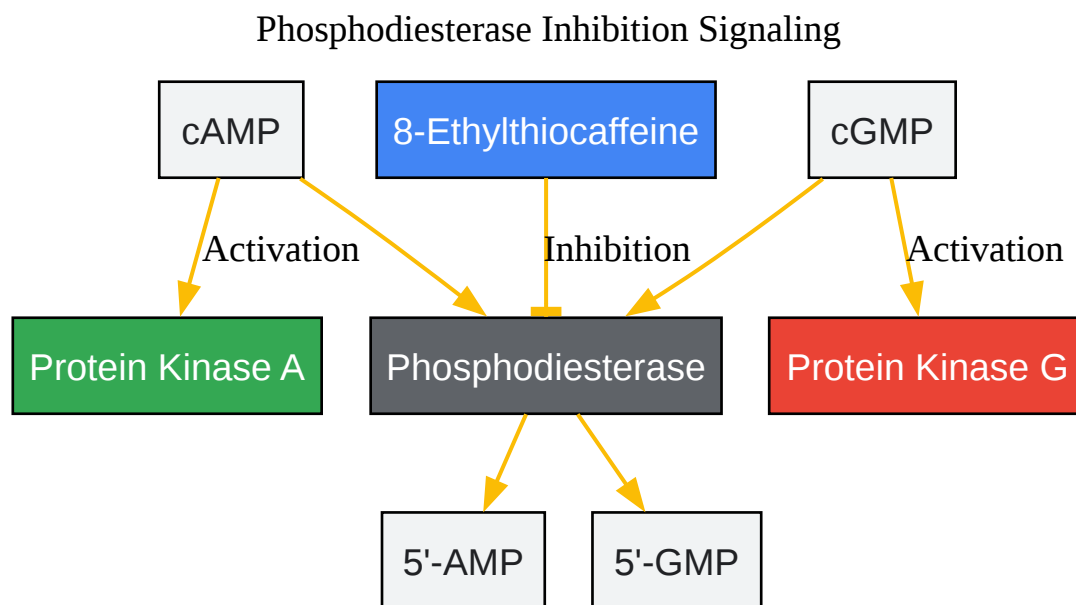 Phosphodiesterase Inhibition Signaling
cAMP
8-Ethylthiocaffeine
cGMP
Activation
Inhibition
Activation
Protein Kinase A
Phosphodiesterase
Protein Kinase G
5'-AMP
5'-GMP